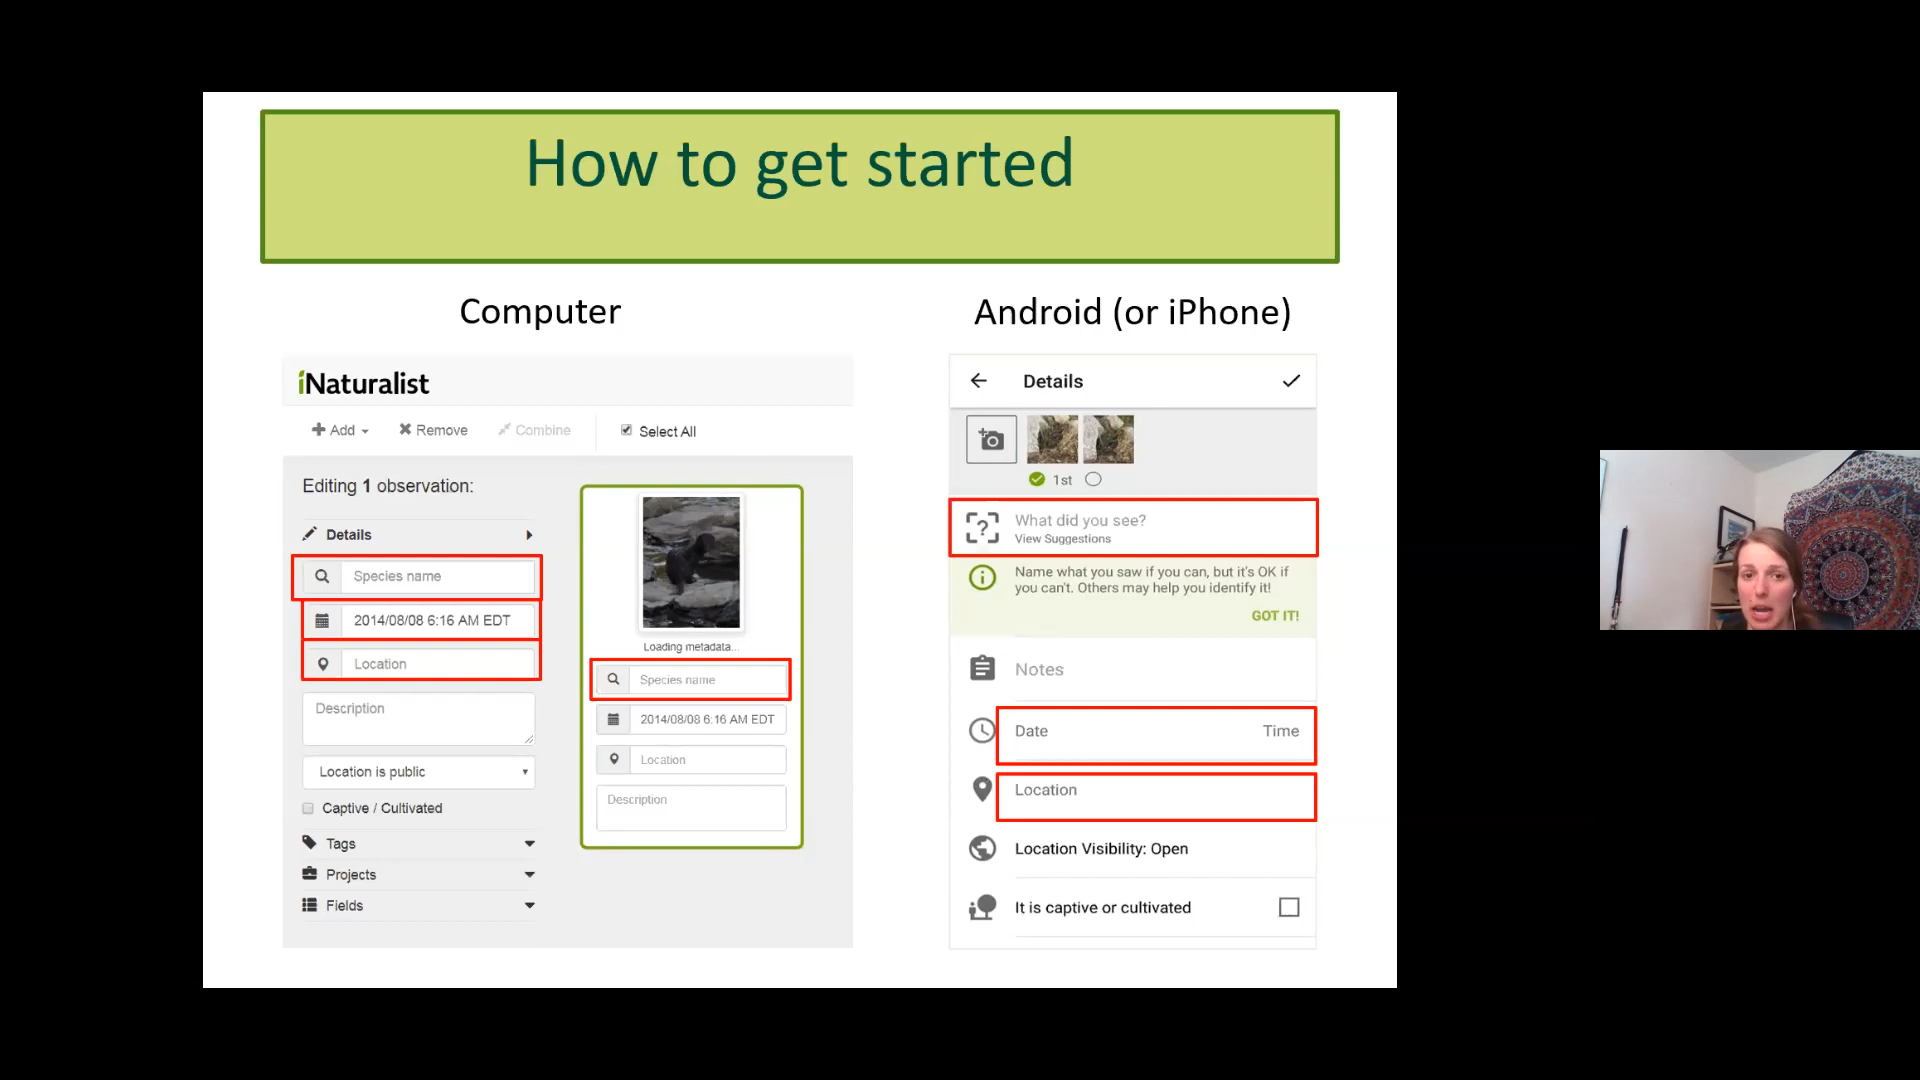 How to get started
Computer
iNaturalist
Add
Remove
Combine
Select All
Editing 1 observation:
Details
Species name
2014/08/08 6:16 AM EDT
Location
Description
Location is public
Captive / Cultivated
Tags
Projects
Fields
Loading metadata...
Species name
2014/08/08 6:16 AM EDT
Location
Description
Android (or iPhone)
Details
1st
What did you see?
View Suggestions
Name what you saw if you can, but it's OK if
you can't. Others may help you identify it!
GOT IT!
Notes
Date Time
Location
Location Visibility: Open
It is captive or cultivated